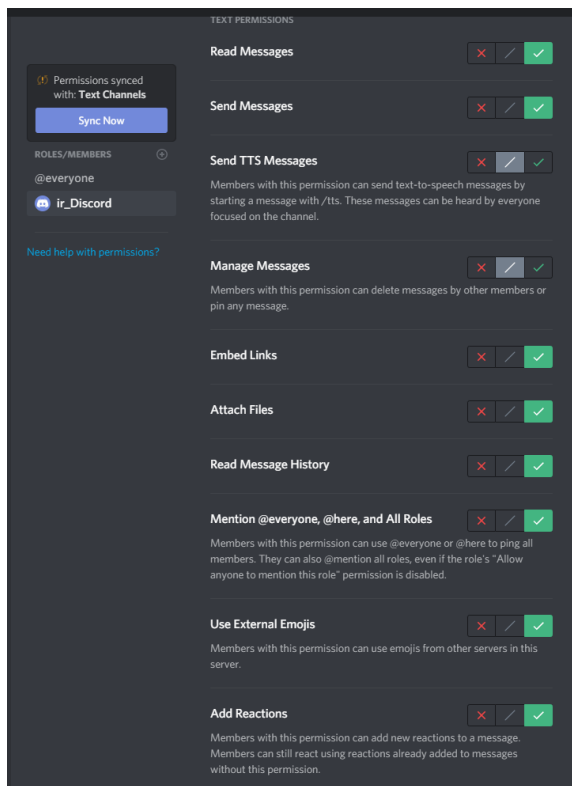 TEXT PERMISSIONS
Permissions synced
with: Text Channels
Sync Now
ROLES/MEMBERS
@everyone
ir_Discord
Need help with permissions?
Read Messages
Send Messages
Send TTS Messages
Members with this permission can send text-to-speech messages by
starting a message with /tts. These messages can be heard by everyone
focused on the channel.
Manage Messages
Members with this permission can delete messages by other members or
pin any message.
Embed Links
Attach Files
Read Message History
Mention @everyone, @here, and All Roles
Members with this permission can use @everyone or @here to ping all
members. They can also @mention all roles, even if the role's "Allow
anyone to mention this role" permission is disabled.
Use External Emojis
Members with this permission can use emojis from other servers in this
server.
Add Reactions
Members with this permission can add new reactions to a message.
Members can still react using reactions already added to messages
without this permission.